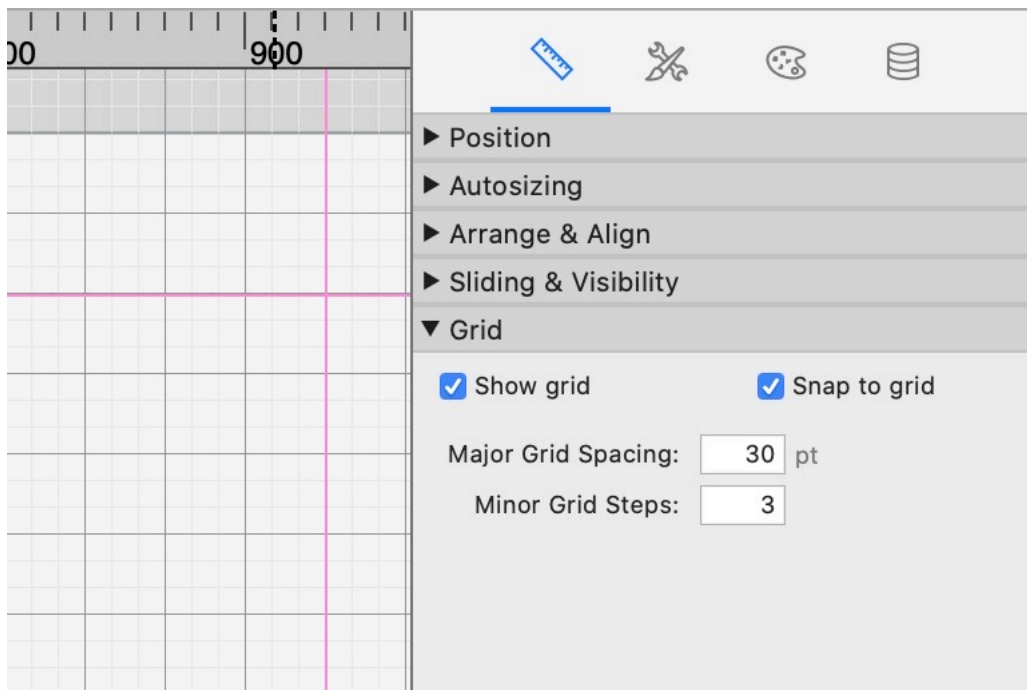 00 900
Position
Autosizing
Arrange & Align
Sliding & Visibility
Grid
Show grid Snap to grid
Major Grid Spacing: 30 pt
Minor Grid Steps: 3